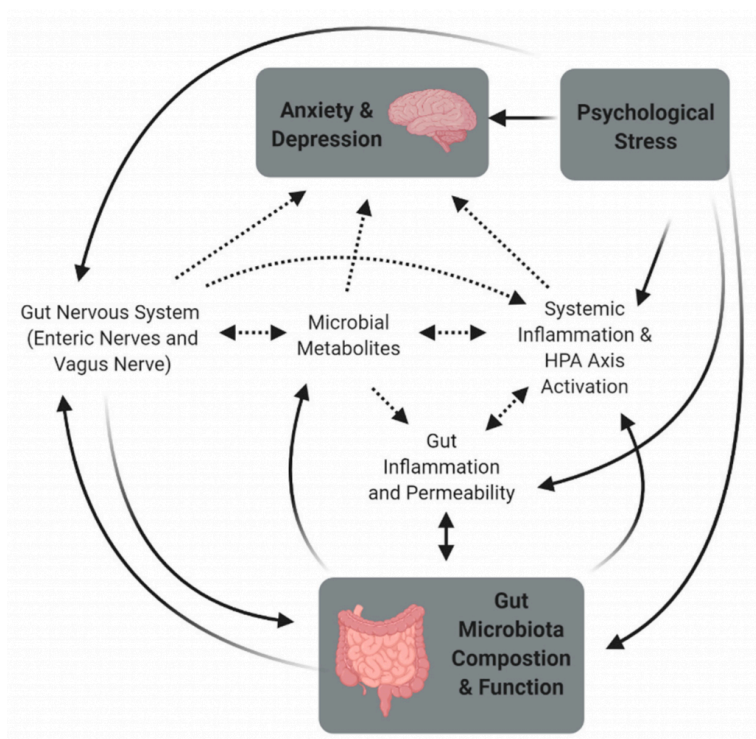 Anxiety &
Depression
Psychological
Stress
Gut Nervous System
(Enteric Nerves and
Vagus Nerve)
Microbial
Metabolites
Systemic
Inflammation &
HPA Axis
Activation
Gut
Inflammation
and Permeability
Gut
Microbiota
Compostion
& Function